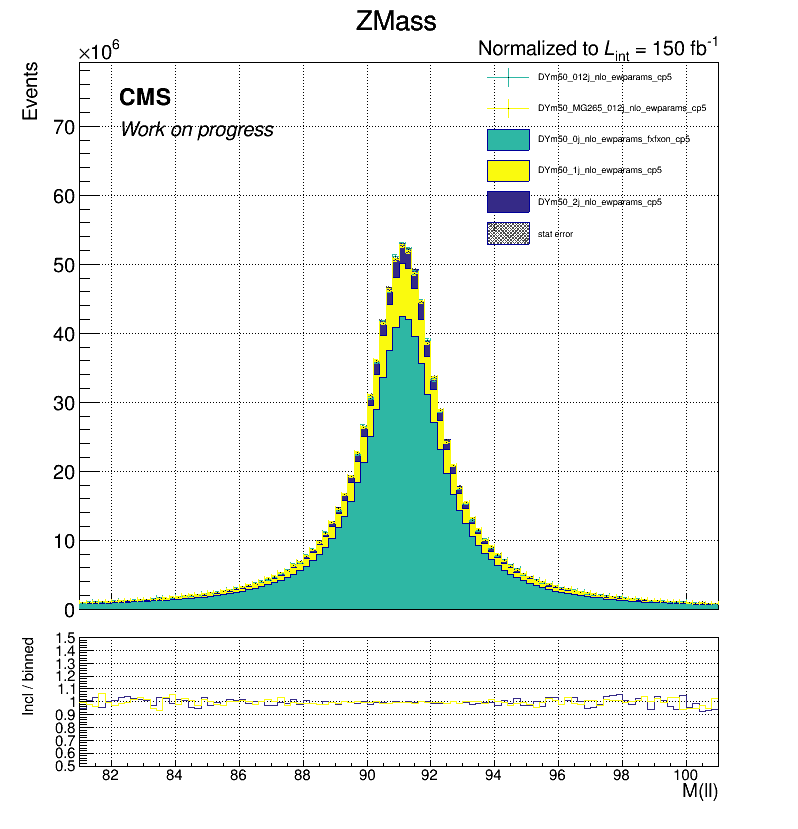 ZMass
×10⁶
Normalized to L_int = 150 fb⁻¹
Events
CMS
Work on progress
DYm50_012j_nlo_ewparams_cp5
DYm50_MG265_012j_nlo_ewparams_cp5
DYm50_0j_nlo_ewparams_fxfxon_cp5
DYm50_1j_nlo_ewparams_cp5
DYm50_2j_nlo_ewparams_cp5
stat error
70
60
50
40
30
20
10
0
Incl / binned
1.5
1.4
1.3
1.2
1.1
1
0.9
0.8
0.7
0.6
0.5
82 84 86 88 90 92 94 96 98 100
M(ll)